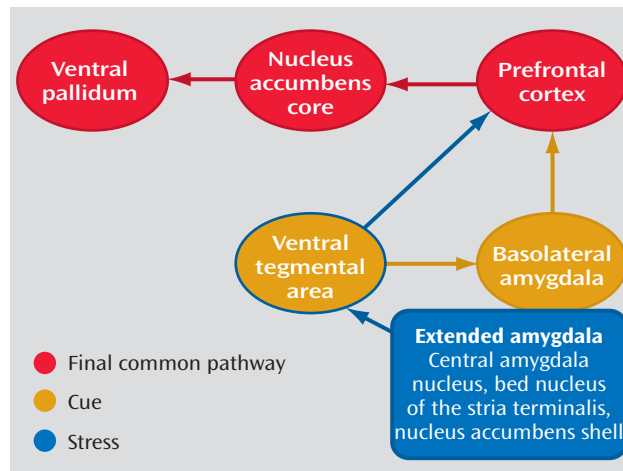 Ventral
pallidum
Nucleus
accumbens
core
Prefrontal
cortex
Ventral
tegmental
area
Basolateral
amygdala
Extended amygdala
Central amygdala
nucleus, bed nucleus
of the stria terminalis,
nucleus accumbens shell
Final common pathway
Cue
Stress